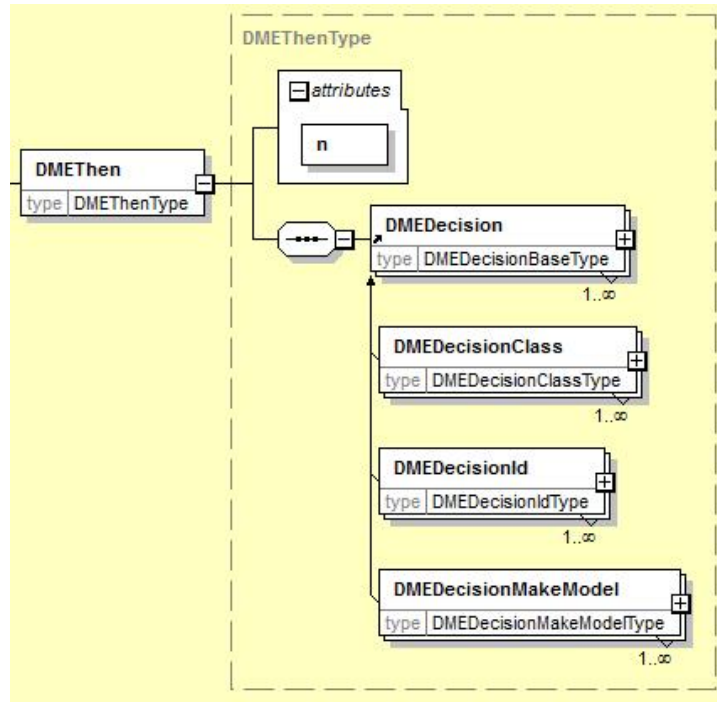 DMEThenType
attributes
n
DMEThen
type DMEThenType
DMEDecision
type DMEDecisionBaseType
1..∞
DMEDecisionClass
type DMEDecisionClassType
1..∞
DMEDecisionId
type DMEDecisionIdType
1..∞
DMEDecisionMakeModel
type DMEDecisionMakeModelType
1..∞